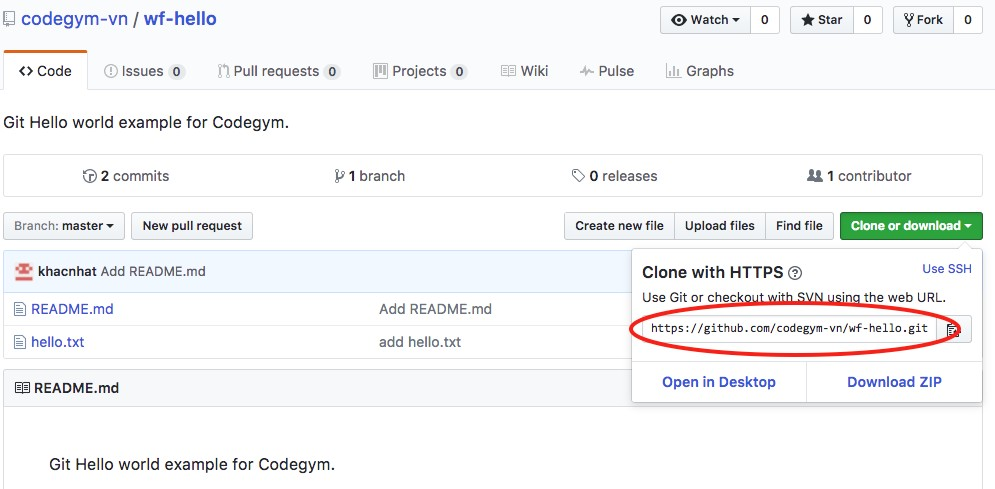 codegym-vn / wf-hello
Watch 0 Star 0 Fork 0
Code Issues 0 Pull requests 0 Projects 0 Wiki Pulse Graphs
Git Hello world example for Codegym.
2 commits 1 branch 0 releases 1 contributor
Branch: master New pull request Create new file Upload files Find file Clone or download
khacnhat Add README.md
README.md Add README.md
hello.txt add hello.txt
Clone with HTTPS ? Use SSH
Use Git or checkout with SVN using the web URL.
https://github.com/codegym-vn/wf-hello.git
Open in Desktop Download ZIP
README.md
Git Hello world example for Codegym.